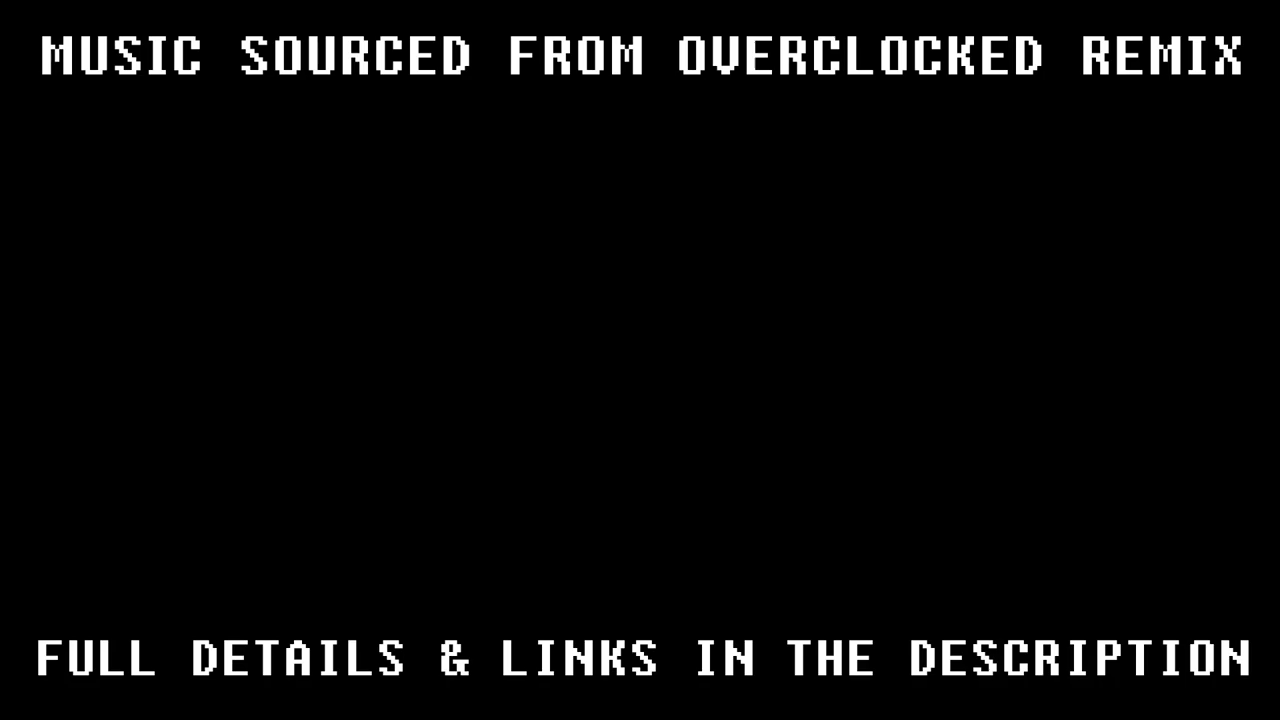 MUSIC SOURCED FROM OVERCLOCKED REMIX
FULL DETAILS & LINKS IN THE DESCRIPTION